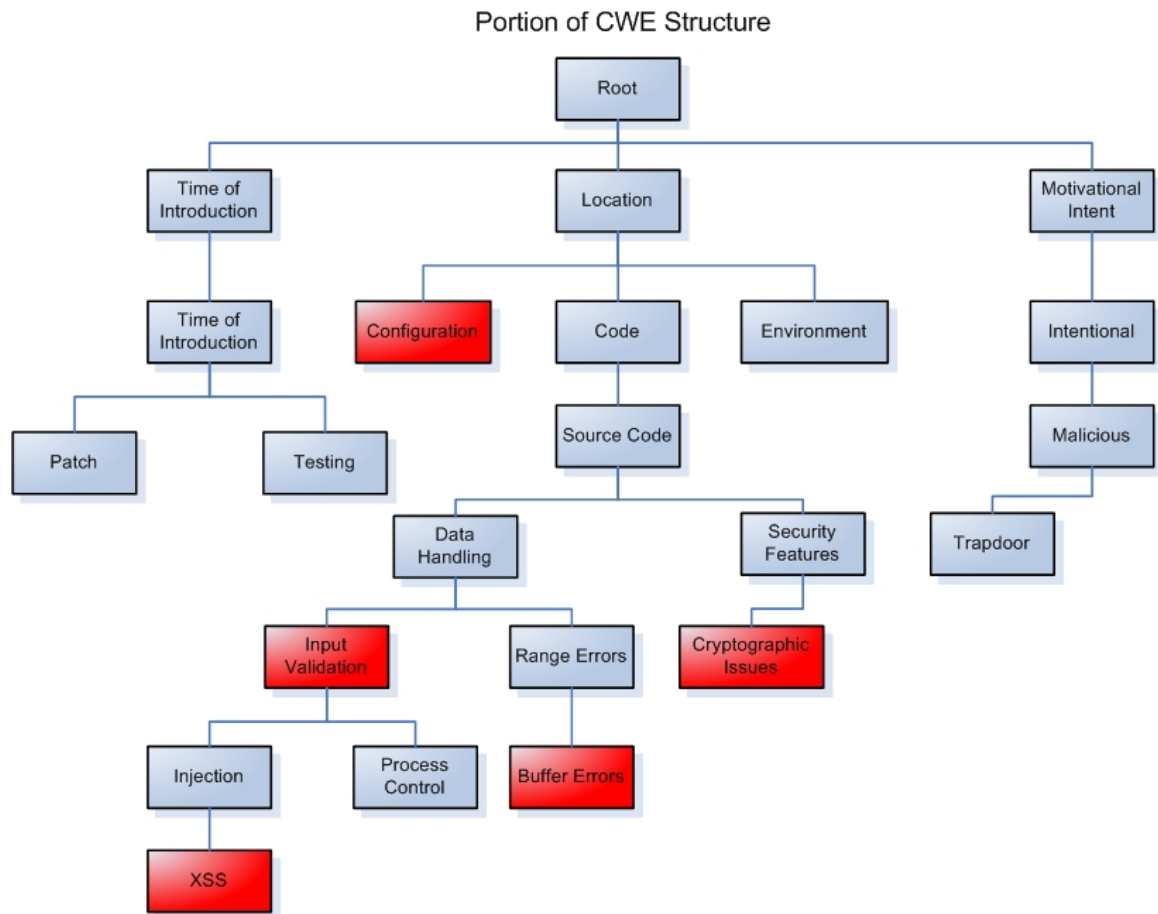 Portion of CWE Structure
Root
Time of
Introduction
Location
Motivational
Intent
Time of
Introduction
Configuration
Code
Environment
Intentional
Patch
Testing
Source Code
Malicious
Data
Handling
Security
Features
Trapdoor
Input
Validation
Range Errors
Cryptographic
Issues
Injection
Process
Control
Buffer Errors
XSS